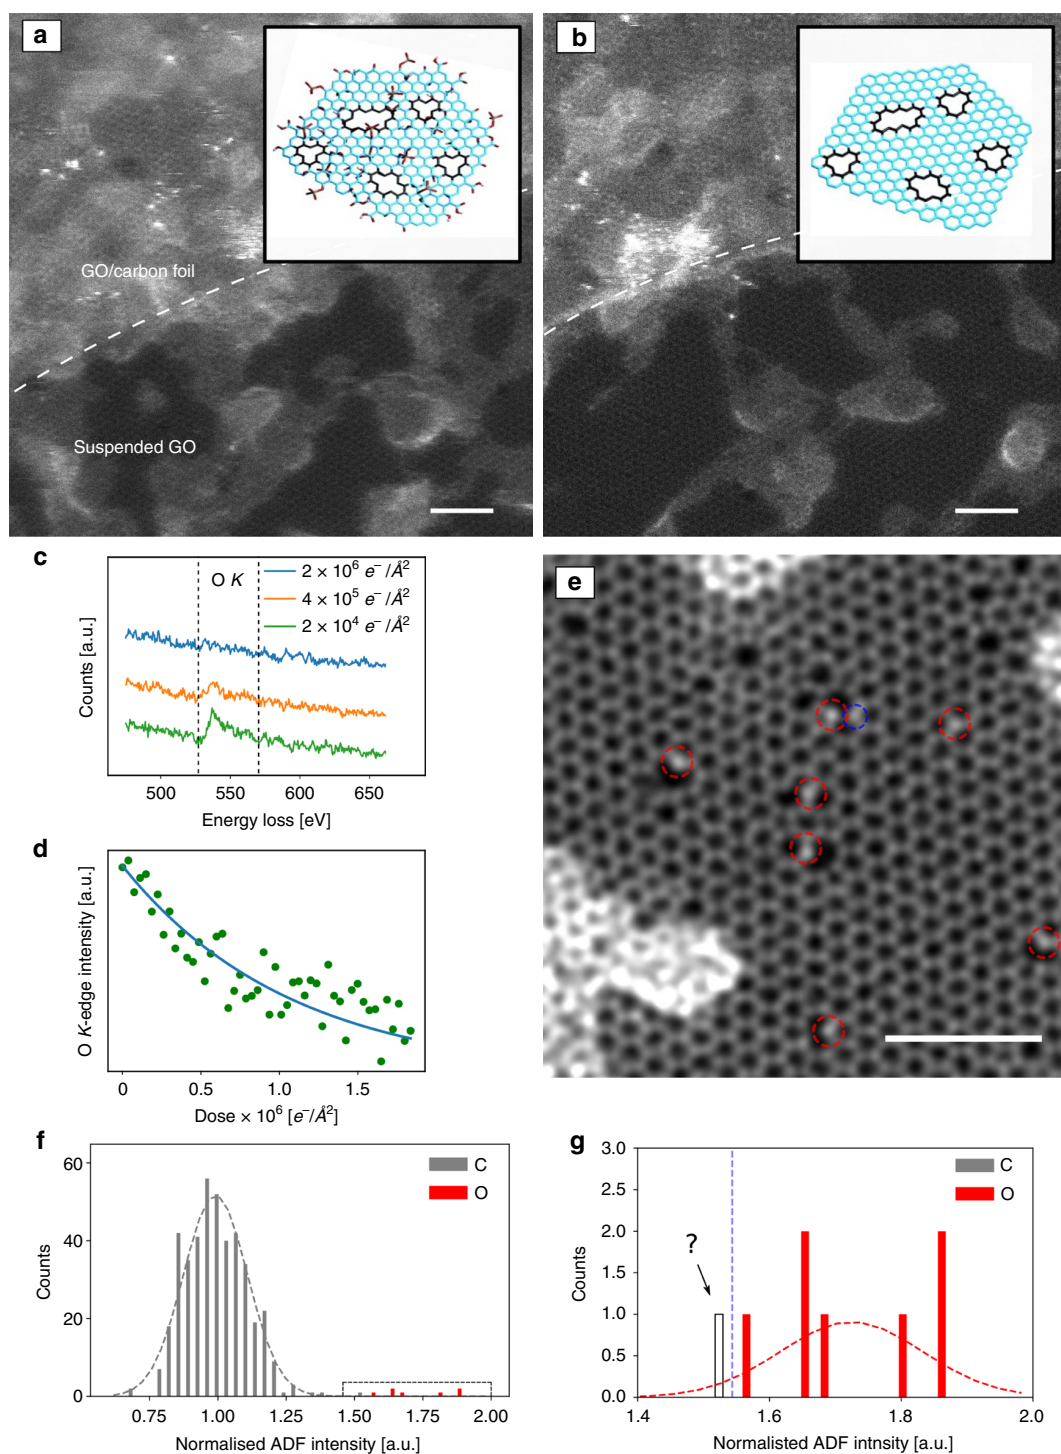 a
GO/carbon foil
Suspended GO
b
c
O K
2 × 10⁶ e⁻/Å²
4 × 10⁵ e⁻/Å²
2 × 10⁴ e⁻/Å²
Counts [a.u.]
500 550 600 650
Energy loss [eV]
d
O K-edge intensity [a.u.]
0 0.5 1.0 1.5
Dose × 10⁶ [e⁻/Å²]
e
f
C
O
60
40
20
0
Counts
0.75 1.00 1.25 1.50 1.75 2.00
Normalised ADF intensity [a.u.]
g
C
O
?
3.0
2.5
2.0
1.5
1.0
0.5
0.0
Counts
1.4 1.6 1.8 2.0
Normalisted ADF intnsity [a.u.]